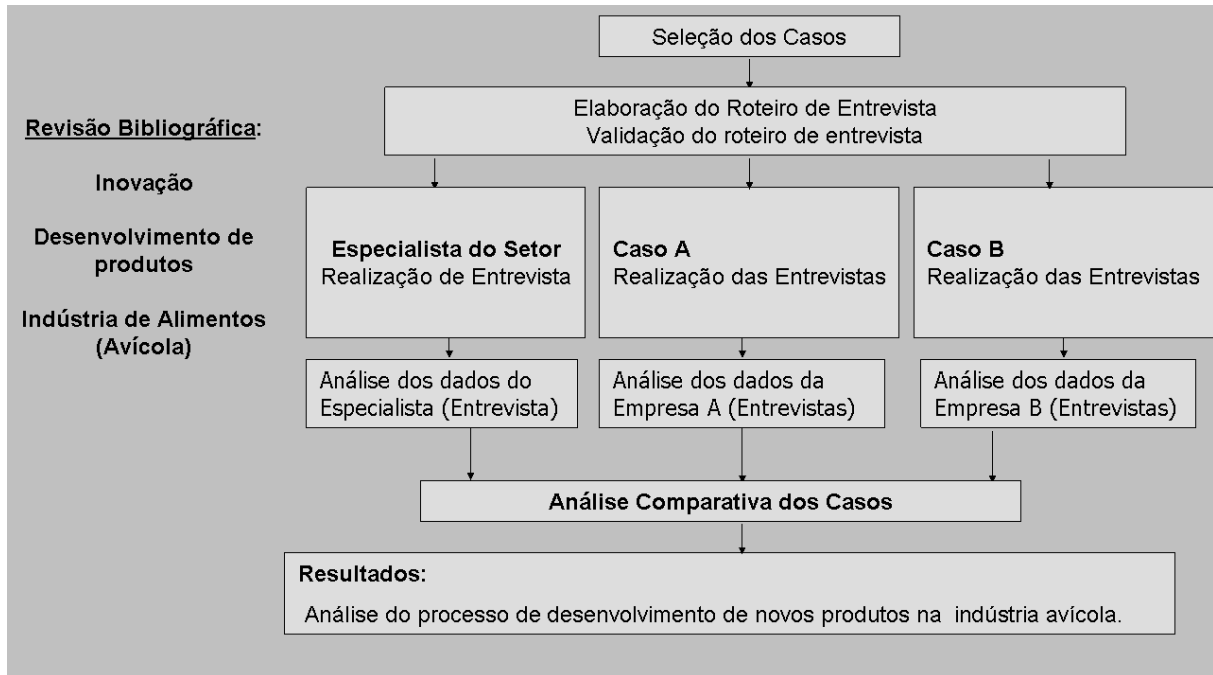 Seleção dos Casos
Elaboração do Roteiro de Entrevista
Validação do roteiro de entrevista
Revisão Bibliográfica:
Inovação
Desenvolvimento de
produtos
Indústria de Alimentos
(Avícola)
Especialista do Setor
Realização de Entrevista
Caso A
Realização das Entrevistas
Caso B
Realização das Entrevistas
Análise dos dados do
Especialista (Entrevista)
Análise dos dados da
Empresa A (Entrevistas)
Análise dos dados da
Empresa B (Entrevistas)
Análise Comparativa dos Casos
Resultados:
Análise do processo de desenvolvimento de novos produtos na indústria avícola.